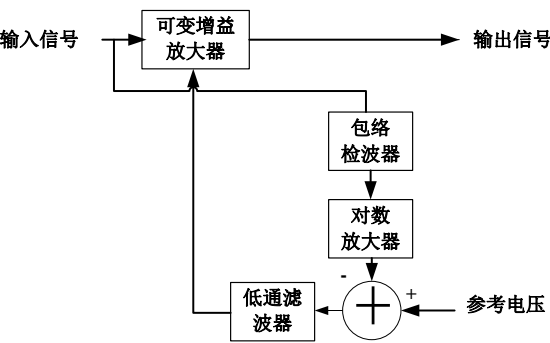 输入信号
可变增益
放大器
输出信号
包络
检波器
对数
放大器
-
+
参考电压
低通滤
波器